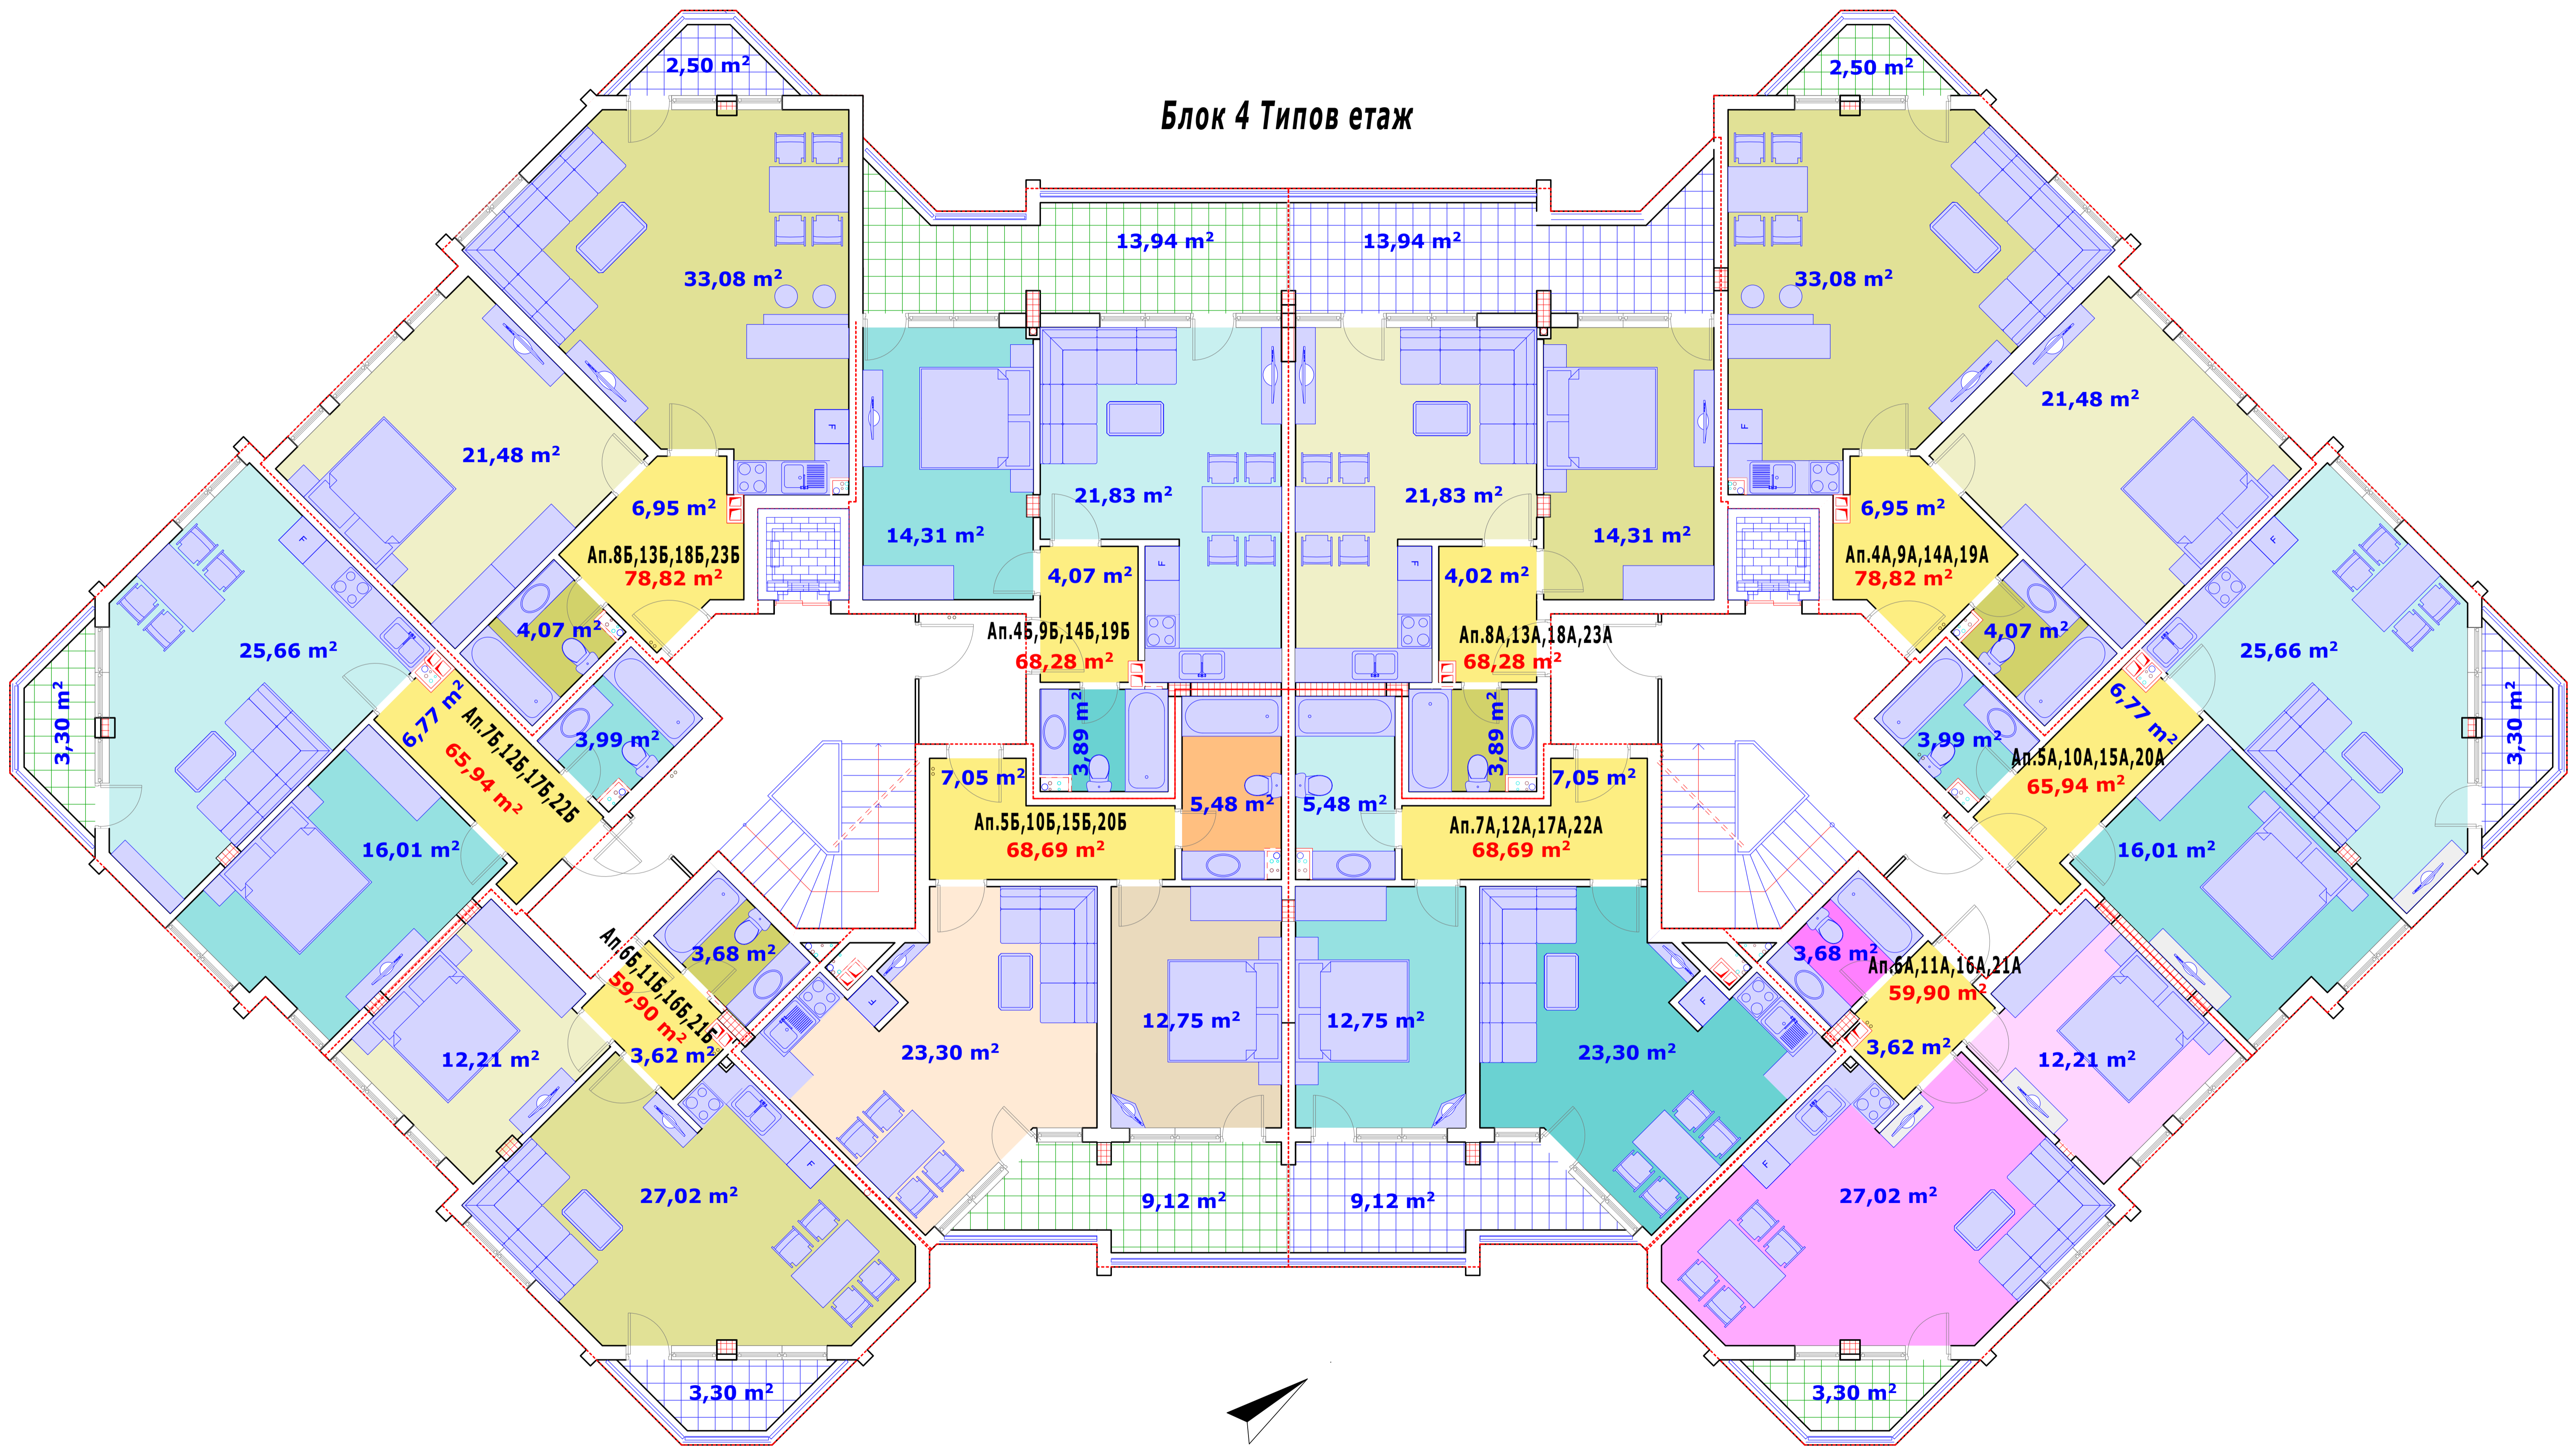 2,50 m²
2,50 m²
Блок 4 Типов етаж
13,94 m²
13,94 m²
33,08 m²
33,08 m²
21,48 m²
21,48 m²
21,83 m²
21,83 m²
6,95 m²
6,95 m²
14,31 m²
14,31 m²
Ап.8Б,13Б,18Б,23Б
78,82 m²
Ап.4А,9А,14А,19А
78,82 m²
4,07 m²
4,02 m²
4,07 m²
4,07 m²
Ап.4Б,9Б,14Б,19Б
68,28 m²
Ап.8А,13А,18А,23А
68,28 m²
25,66 m²
25,66 m²
3,30 m²
3,30 m²
6,77 m²
6,77 m²
Ап.7Б,12Б,17Б,22Б
65,94 m²
3,99 m²
3,89 m²
3,89 m²
3,99 m²
Ап.5А,10А,15А,20А
65,94 m²
7,05 m²
7,05 m²
5,48 m²
5,48 m²
Ап.5Б,10Б,15Б,20Б
68,69 m²
Ап.7А,12А,17А,22А
68,69 m²
16,01 m²
16,01 m²
3,68 m²
3,68 m²
Ап.6Б,11Б,16Б,21Б
59,90 m²
Ап.6А,11А,16А,21А
59,90 m²
12,75 m²
12,75 m²
23,30 m²
23,30 m²
12,21 m²
3,62 m²
3,62 m²
12,21 m²
27,02 m²
27,02 m²
9,12 m²
9,12 m²
3,30 m²
3,30 m²
F
F
F
F
F
F
F
F
F
F